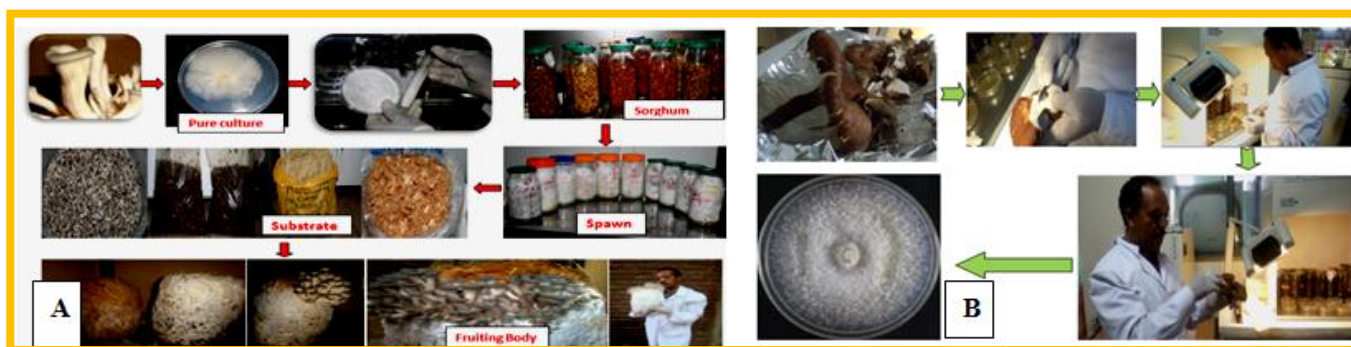 Pure culture
Sorghum
Substrate
Spawn
A
Fruiting Body
B